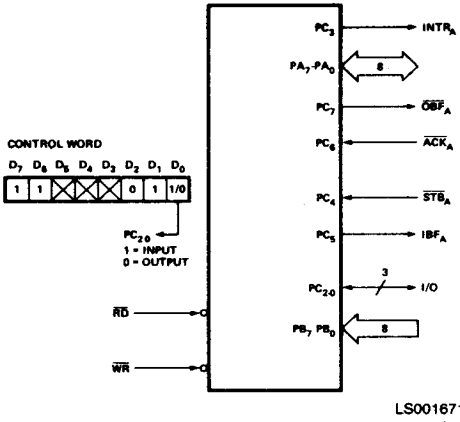 PC3 INTRA
PA7-PA0 8
PC7 OBFA
PC6 ACKA
CONTROL WORD
D7 D6 D5 D4 D3 D2 D1 D0
1 1 0 1 1/0
PC4 STBA
PC2-0
1 = INPUT
0 = OUTPUT
PC5 IBFA
3
PC2-0 I/O
RD
PB7 PB0 8
WR
LS001671